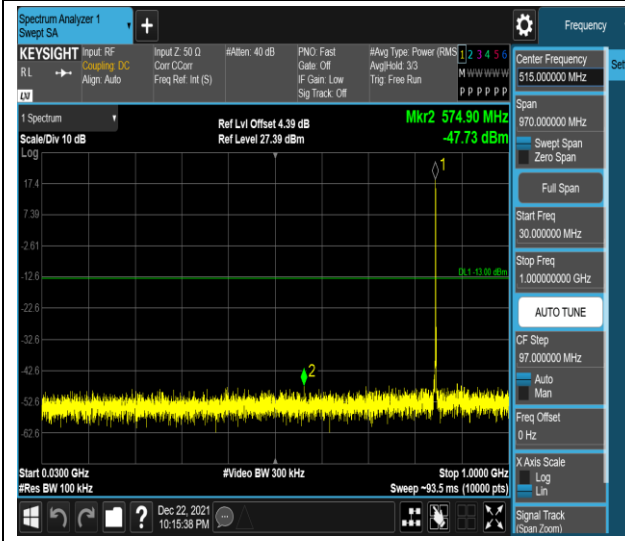 Spectrum Analyzer 1
Swept SA
+
Frequency
KEYSIGHT
RL
Input: RF
Coupling: DC
Align: Auto
Input Z: 50 Ω
Corr CCorr
Freq Ref: Int (S)
#Atten: 40 dB
PNO: Fast
Gate: Off
IF Gain: Low
Sig Track: Off
#Avg Type: Power (RMS
Avg|Hold: 3/3
Trig: Free Run
1 2 3 4 5 6
M W W W W W
P P P P P P
LXI
1 Spectrum
Scale/Div 10 dB
Log
Ref Lvl Offset 4.39 dB
Ref Level 27.39 dBm
Mkr2 574.90 MHz
-47.73 dBm
1
17.4
7.39
-2.61
DL1 -13.00 dBm
-12.6
-22.6
-32.6
-42.6
2
-52.6
-62.6
Start 0.0300 GHz
#Res BW 100 kHz
#Video BW 300 kHz
Stop 1.0000 GHz
Sweep ~93.5 ms (10000 pts)
?
Dec 22, 2021
10:15:38 PM
Center Frequency
515.000000 MHz
Set
Span
970.000000 MHz
Swept Span
Zero Span
Full Span
Start Freq
30.000000 MHz
Stop Freq
1.000000000 GHz
AUTO TUNE
CF Step
97.000000 MHz
Auto
Man
Freq Offset
0 Hz
X Axis Scale
Log
Lin
Signal Track
(Span Zoom)